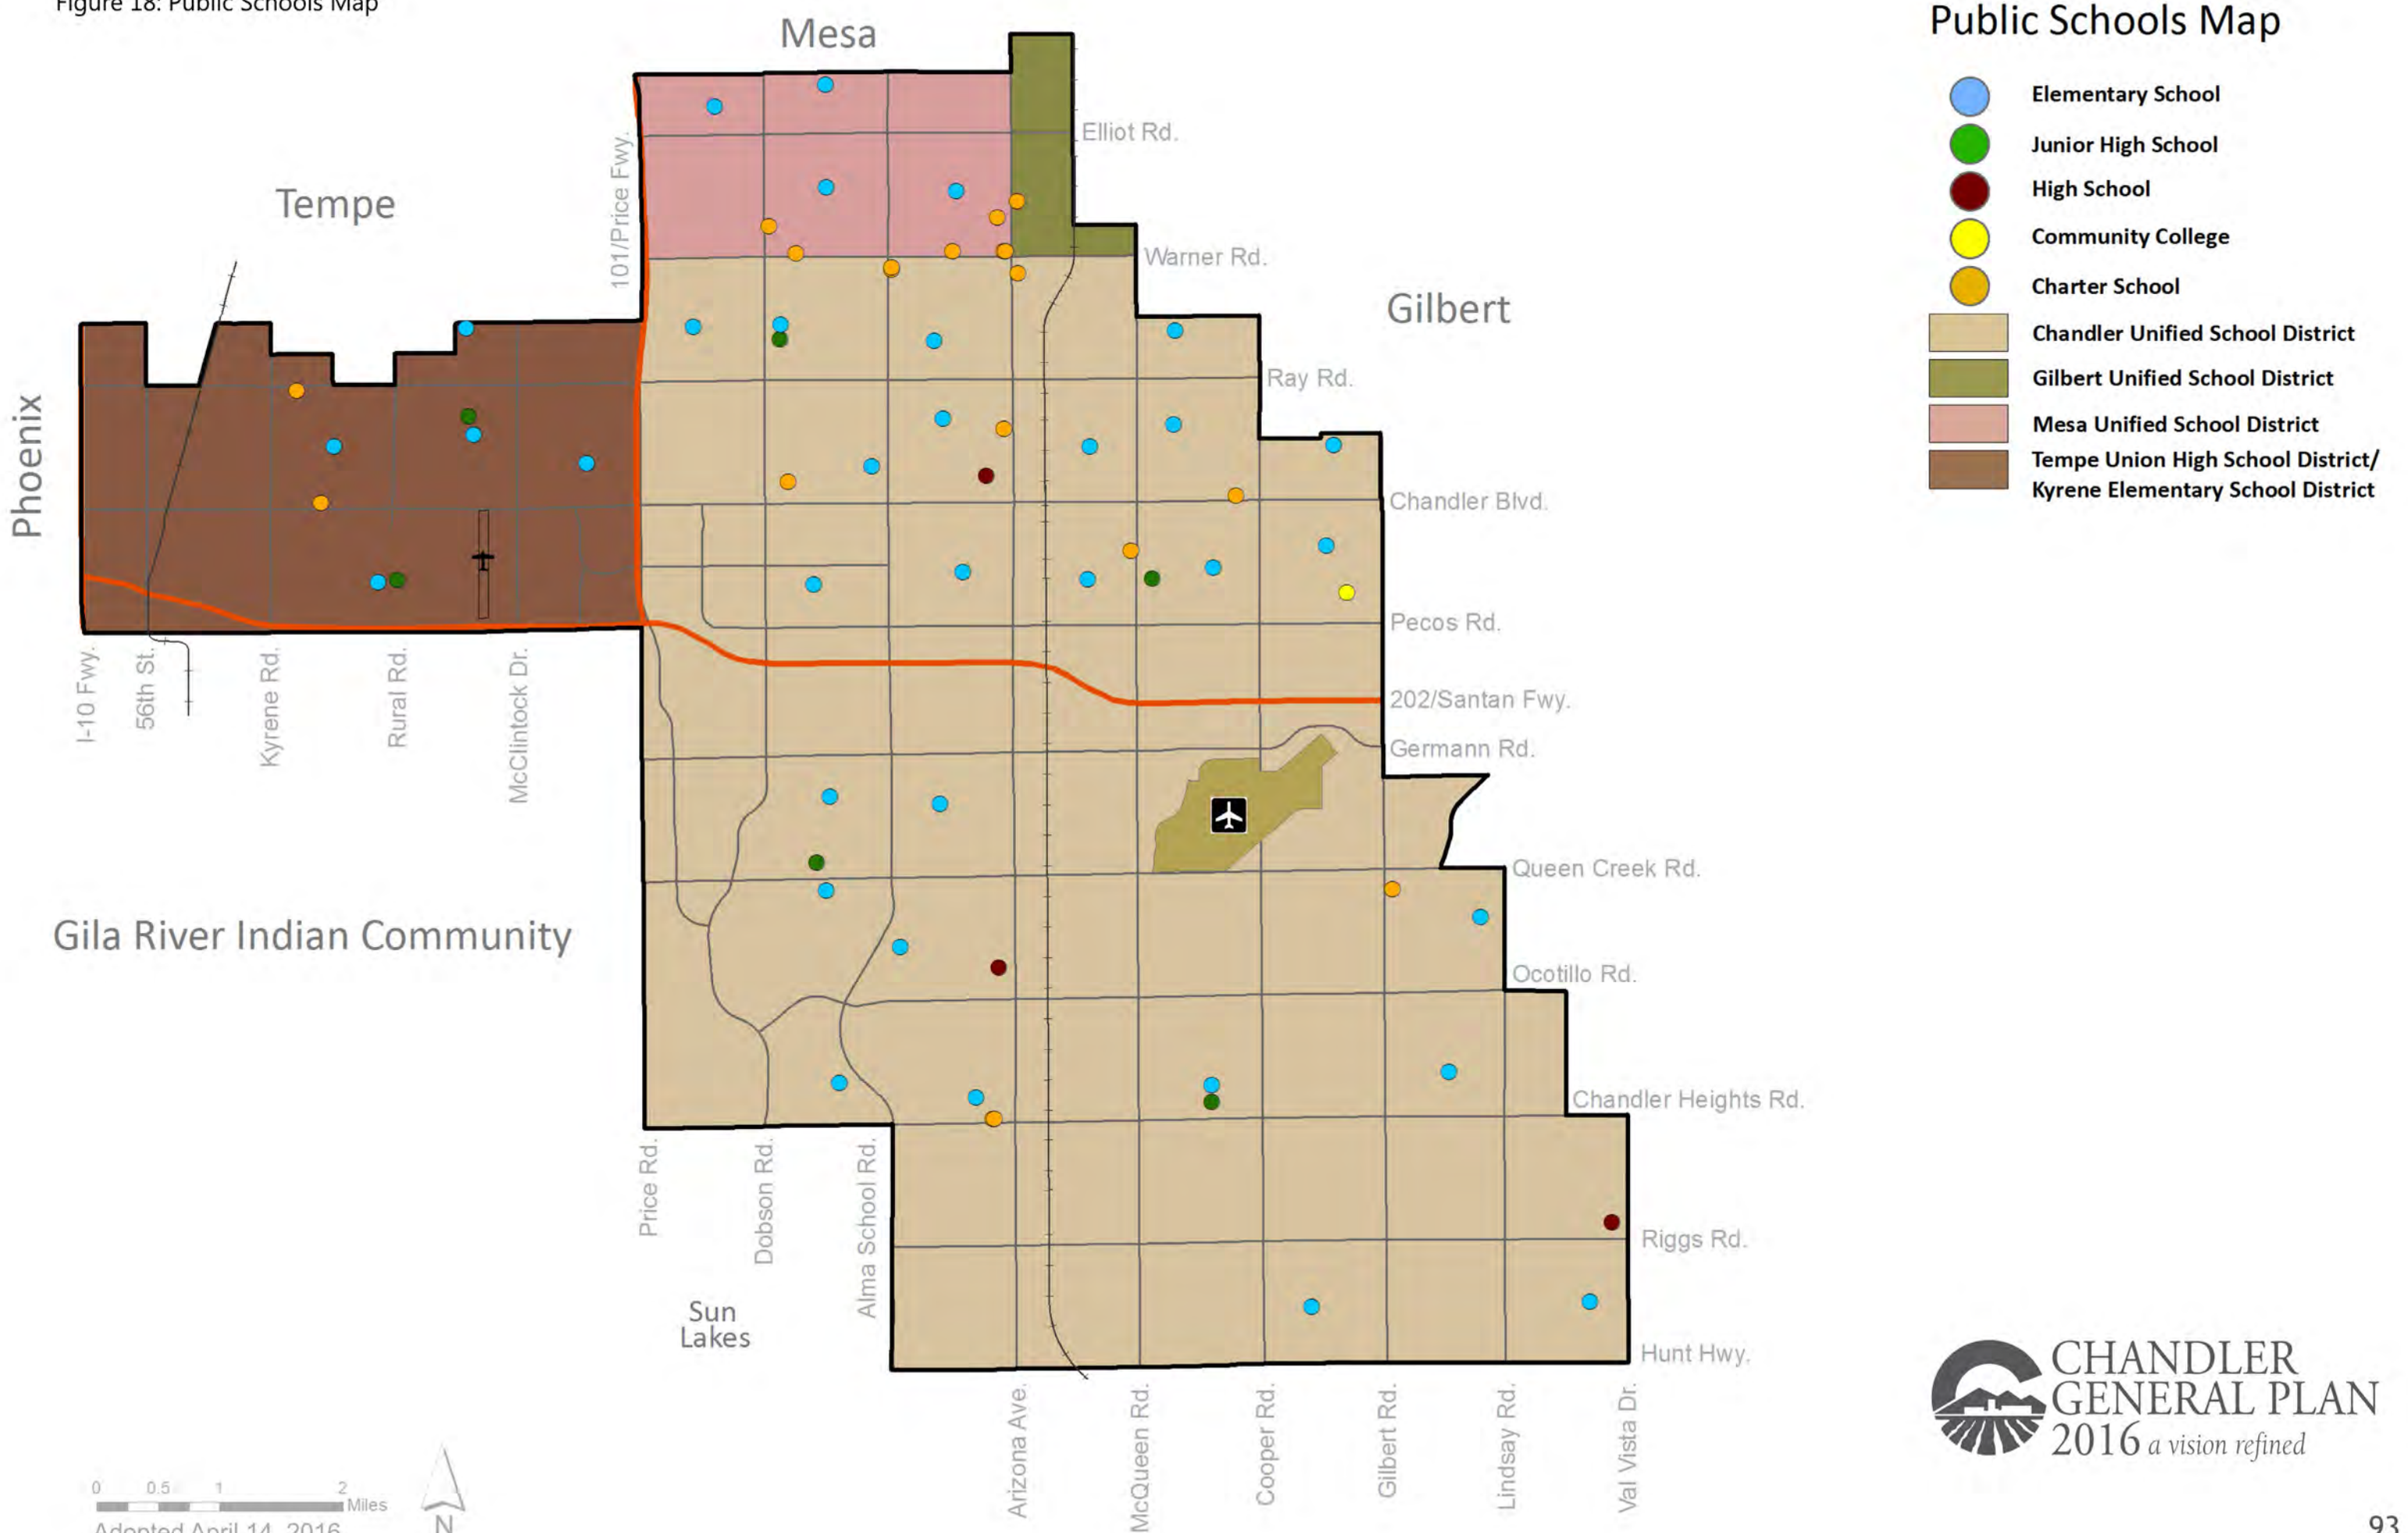 Figure 18: Public Schools Map
Public Schools Map
Elementary School
Junior High School
High School
Community College
Charter School
Chandler Unified School District
Gilbert Unified School District
Mesa Unified School District
Tempe Union High School District/
Kyrene Elementary School District
Mesa
Tempe
Phoenix
Gilbert
Gila River Indian Community
Sun
Lakes
101/Price Fwy.
Elliot Rd.
Warner Rd.
Ray Rd.
Chandler Blvd.
Pecos Rd.
202/Santan Fwy.
Germann Rd.
Queen Creek Rd.
Ocotillo Rd.
Chandler Heights Rd.
Riggs Rd.
Hunt Hwy.
I-10 Fwy.
56th St.
Kyrene Rd.
Rural Rd.
McClintock Dr.
Price Rd.
Dobson Rd.
Alma School Rd.
Arizona Ave.
McQueen Rd.
Cooper Rd.
Gilbert Rd.
Lindsay Rd.
Val Vista Dr.
0 0.5 1 2
Miles
Adopted April 14, 2016
N
CHANDLER
GENERAL PLAN
2016 a vision refined
93